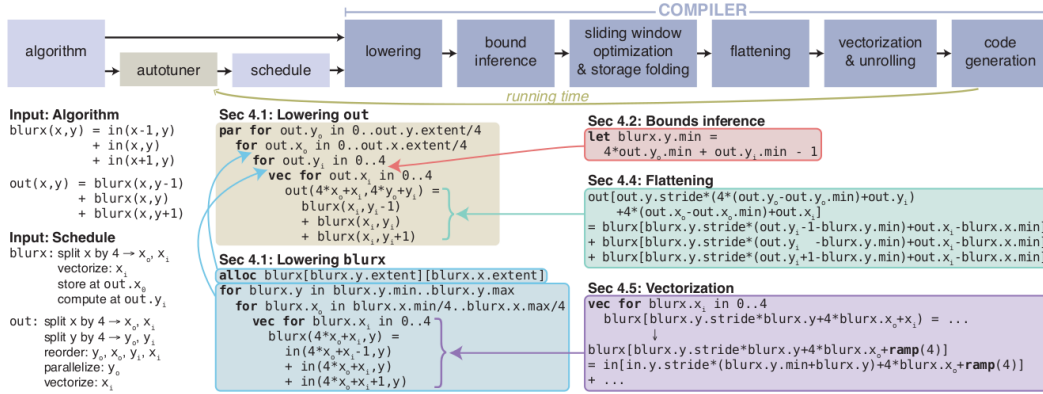 COMPILER
algorithm
autotuner
schedule
lowering
bound
inference
sliding window
optimization
& storage folding
flattening
vectorization
& unrolling
code
generation
running time
Input: Algorithm
blurx(x,y) = in(x-1,y)
+ in(x,y)
+ in(x+1,y)
out(x,y) = blurx(x,y-1)
+ blurx(x,y)
+ blurx(x,y+1)
Input: Schedule
blurx: split x by 4 → xₒ, xᵢ
vectorize: xᵢ
store at out.x₀
compute at out.yᵢ
out: split x by 4 → xₒ, xᵢ
split y by 4 → yₒ, yᵢ
reorder: yₒ, xₒ, yᵢ, xᵢ
parallelize: yₒ
vectorize: xᵢ
Sec 4.1: Lowering out
par for out.yₒ in 0..out.y.extent/4
for out.xₒ in 0..out.x.extent/4
for out.yᵢ in 0..4
vec for out.xᵢ in 0..4
out(4*xₒ+xᵢ,4*yₒ+yᵢ) =
blurx(xᵢ,yᵢ-1)
+ blurx(xᵢ,yᵢ)
+ blurx(xᵢ,yᵢ+1)
Sec 4.1: Lowering blurx
alloc blurx[blurx.y.extent][blurx.x.extent]
for blurx.y in blurx.y.min..blurx.y.max
for blurx.xₒ in blurx.x.min/4..blurx.x.max/4
vec for blurx.xᵢ in 0..4
blurx(4*xₒ+xᵢ,y) =
in(4*xₒ+xᵢ-1,y)
+ in(4*xₒ+xᵢ,y)
+ in(4*xₒ+xᵢ+1,y)
Sec 4.2: Bounds inference
let blurx.y.min =
4*out.yₒ.min + out.yᵢ.min - 1
Sec 4.4: Flattening
out[out.y.stride*(4*(out.yₒ-out.yₒ.min)+out.yᵢ)
+4*(out.xₒ-out.xₒ.min)+out.xᵢ]
= blurx[blurx.y.stride*(out.yᵢ-1-blurx.y.min)+out.xᵢ-blurx.x.min]
+ blurx[blurx.y.stride*(out.yᵢ -blurx.y.min)+out.xᵢ-blurx.x.min]
+ blurx[blurx.y.stride*(out.yᵢ+1-blurx.y.min)+out.xᵢ-blurx.x.min]
Sec 4.5: Vectorization
vec for blurx.xᵢ in 0..4
blurx[blurx.y.stride*blurx.y+4*blurx.xₒ+xᵢ) = ...
↓
blurx[blurx.y.stride*blurx.y+4*blurx.xₒ+ramp(4)]
= in[in.y.stride*(blurx.y.min+blurx.y)+4*blurx.xₒ+ramp(4)]
+ ...